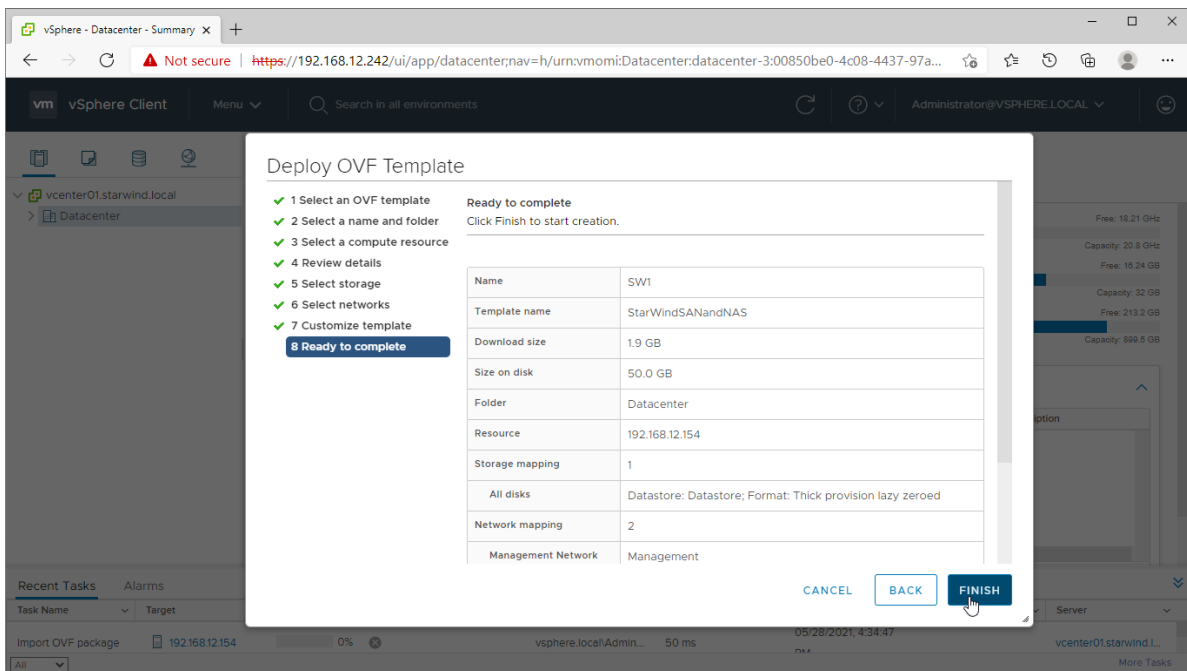 vSphere - Datacenter - Summary
Not secure https://192.168.12.242/ui/app/datacenter;nav=h/urn:vmomi:Datacenter:datacenter-3:00850be0-4c08-4437-97a...
vm vSphere Client Menu Search in all environments Administrator@VSPHERE.LOCAL
vcenter01.starwind.local
Datacenter
Deploy OVF Template
1 Select an OVF template
2 Select a name and folder
3 Select a compute resource
4 Review details
5 Select storage
6 Select networks
7 Customize template
8 Ready to complete
Ready to complete
Click Finish to start creation.
Name SW1
Template name StarWindSANandNAS
Download size 1.9 GB
Size on disk 50.0 GB
Folder Datacenter
Resource 192.168.12.154
Storage mapping 1
All disks Datastore: Datastore; Format: Thick provision lazy zeroed
Network mapping 2
Management Network Management
CANCEL BACK FINISH
Free: 18.21 GHz
Capacity: 20.8 GHz
Free: 16.24 GB
Capacity: 32 GB
Free: 213.2 GB
Capacity: 899.5 GB
iption
Recent Tasks Alarms
Task Name Target Server
Import OVF package 192.168.12.154 0% vsphere.local\Admin... 50 ms 05/28/2021, 4:34:47 vcenter01.starwind.l...
All More Tasks